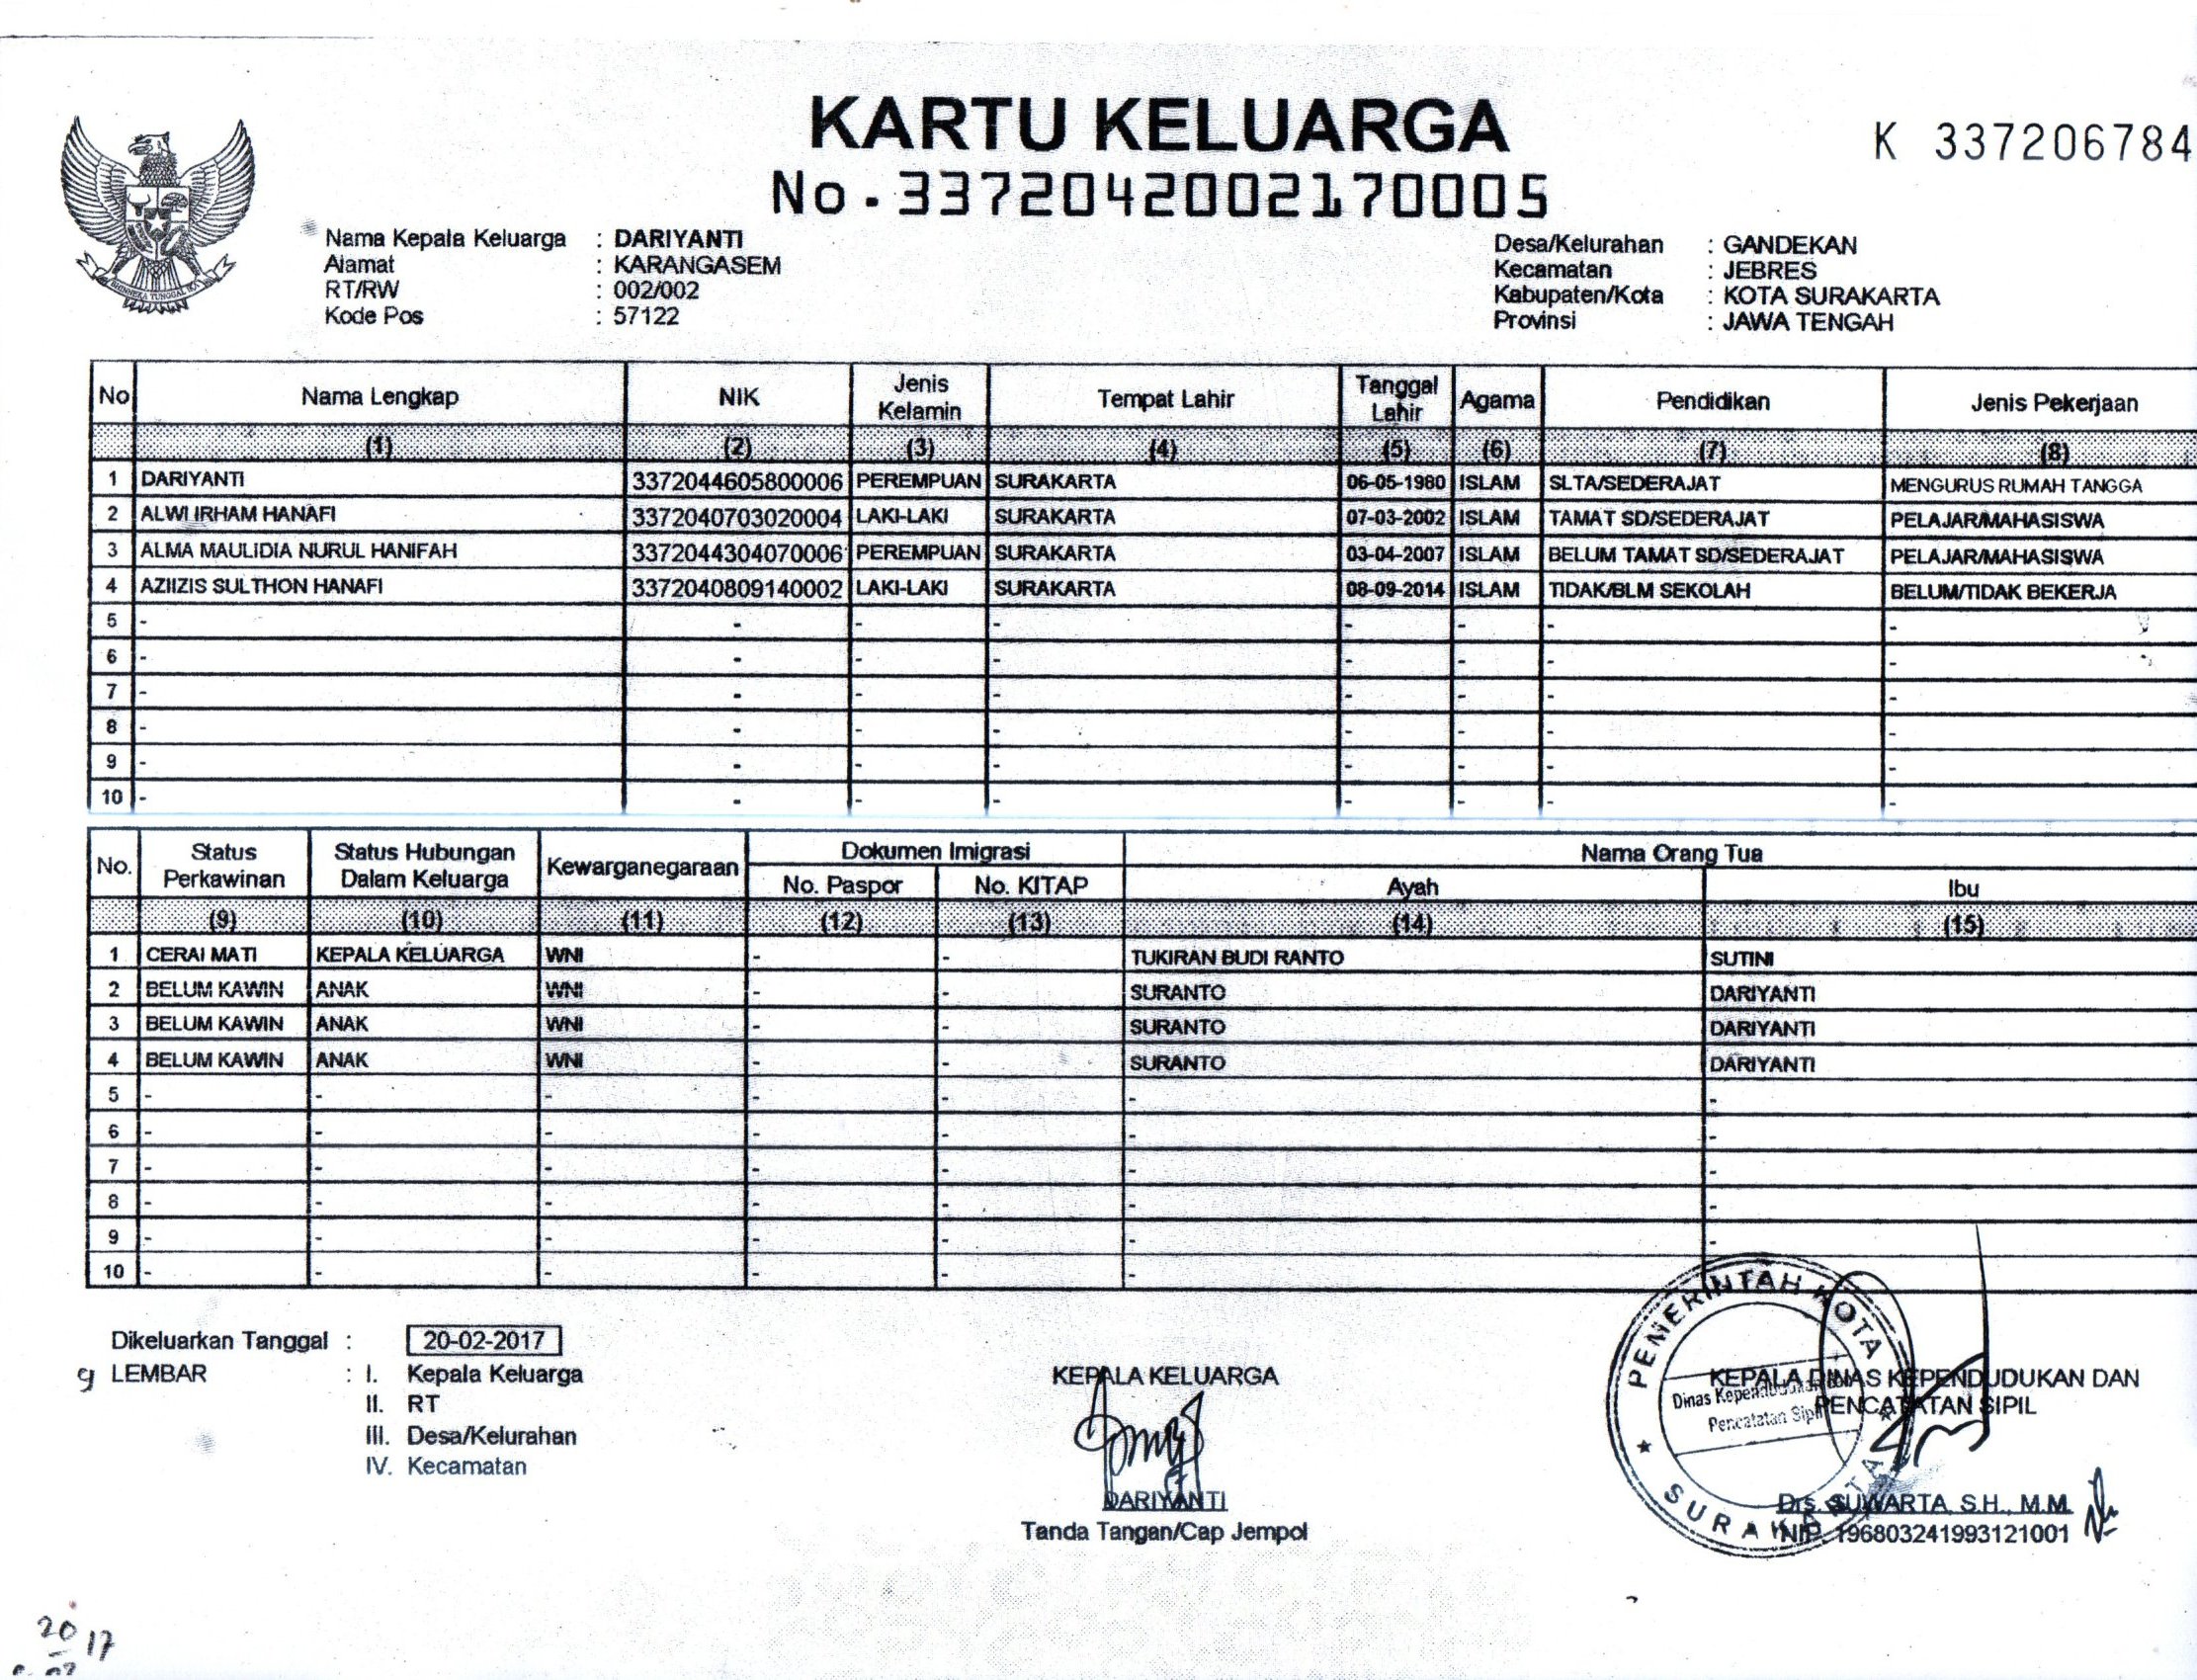 KARTU KELUARGA
K 337206784
No. 3372042002170005
Nama Kepala Keluarga : DARIYANTI
Alamat : KARANGASEM
RT/RW : 002/002
Kode Pos : 57122
Desa/Kelurahan : GANDEKAN
Kecamatan : JEBRES
Kabupaten/Kota : KOTA SURAKARTA
Provinsi : JAWA TENGAH
No Nama Lengkap NIK Jenis Kelamin Tempat Lahir Tanggal Lahir Agama Pendidikan Jenis Pekerjaan
(1) (2) (3) (4) (5) (6) (7) (8)
1 DARIYANTI 3372044605800006 PEREMPUAN SURAKARTA 06-05-1980 ISLAM SLTA/SEDERAJAT MENGURUS RUMAH TANGGA
2 ALWI IRHAM HANAFI 3372040703020004 LAKI-LAKI SURAKARTA 07-03-2002 ISLAM TAMAT SD/SEDERAJAT PELAJAR/MAHASISWA
3 ALMA MAULIDIA NURUL HANIFAH 3372044304070006 PEREMPUAN SURAKARTA 03-04-2007 ISLAM BELUM TAMAT SD/SEDERAJAT PELAJAR/MAHASISWA
4 AZIIZIS SULTHON HANAFI 3372040809140002 LAKI-LAKI SURAKARTA 08-09-2014 ISLAM TIDAK/BLM SEKOLAH BELUM/TIDAK BEKERJA
5 - - - - - - - -
6 - - - - - - - -
7 - - - - - - - -
8 - - - - - - - -
9 - - - - - - - -
10 - - - - - - - -
No. Status Perkawinan Status Hubungan Dalam Keluarga Kewarganegaraan Dokumen Imigrasi Nama Orang Tua
No. Paspor No. KITAP Ayah Ibu
(9) (10) (11) (12) (13) (14) (15)
1 CERAI MATI KEPALA KELUARGA WNI - - TUKIRAN BUDI RANTO SUTINI
2 BELUM KAWIN ANAK WNI - - SURANTO DARIYANTI
3 BELUM KAWIN ANAK WNI - - SURANTO DARIYANTI
4 BELUM KAWIN ANAK WNI - - SURANTO DARIYANTI
5 - - - - - - -
6 - - - - - - -
7 - - - - - - -
8 - - - - - - -
9 - - - - - - -
10 - - - - - - -
Dikeluarkan Tanggal : 20-02-2017
LEMBAR : I. Kepala Keluarga
II. RT
III. Desa/Kelurahan
IV. Kecamatan
KEPALA KELUARGA
DARIYANTI
Tanda Tangan/Cap Jempol
KEPALA DINAS KEPENDUDUKAN DAN
PENCATATAN SIPIL
PEMERINTAH KOTA
Dinas Kependudukan dan
Pencatatan Sipil
SURAKARTA
Drs. SUWARTA, S.H., M.M.
NIP. 196803241993121001
20
17